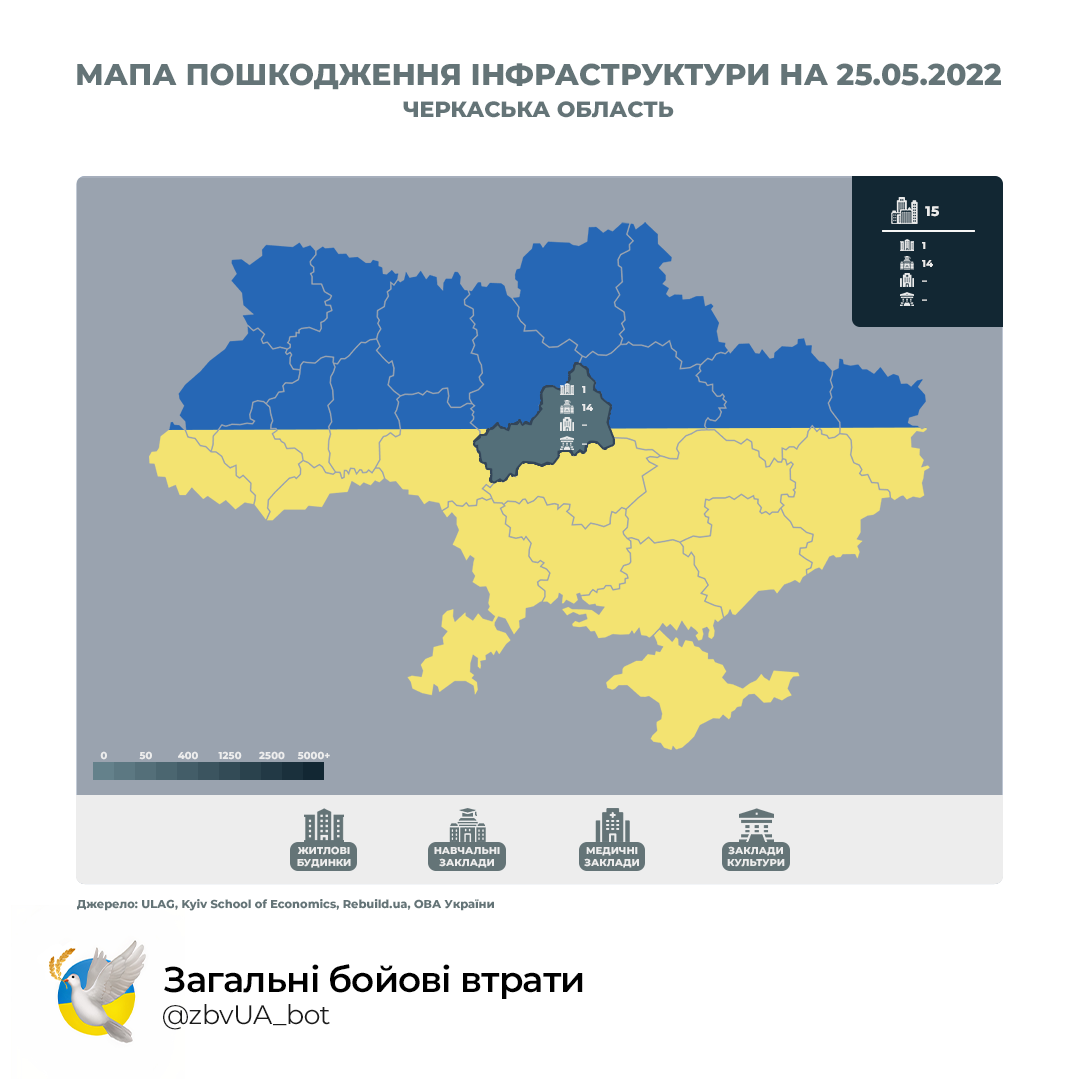 МАПА ПОШКОДЖЕННЯ ІНФРАСТРУКТУРИ НА 25.05.2022
ЧЕРКАСЬКА ОБЛАСТЬ
15
1
14
–
–
1
14
–
–
0 50 400 1250 2500 5000+
ЖИТЛОВІ
БУДИНКИ
НАВЧАЛЬНІ
ЗАКЛАДИ
МЕДИЧНІ
ЗАКЛАДИ
ЗАКЛАДИ
КУЛЬТУРИ
Джерело: ULAG, Kyiv School of Economics, Rebuild.ua, ОВА України
Загальні бойові втрати
@zbvUA_bot